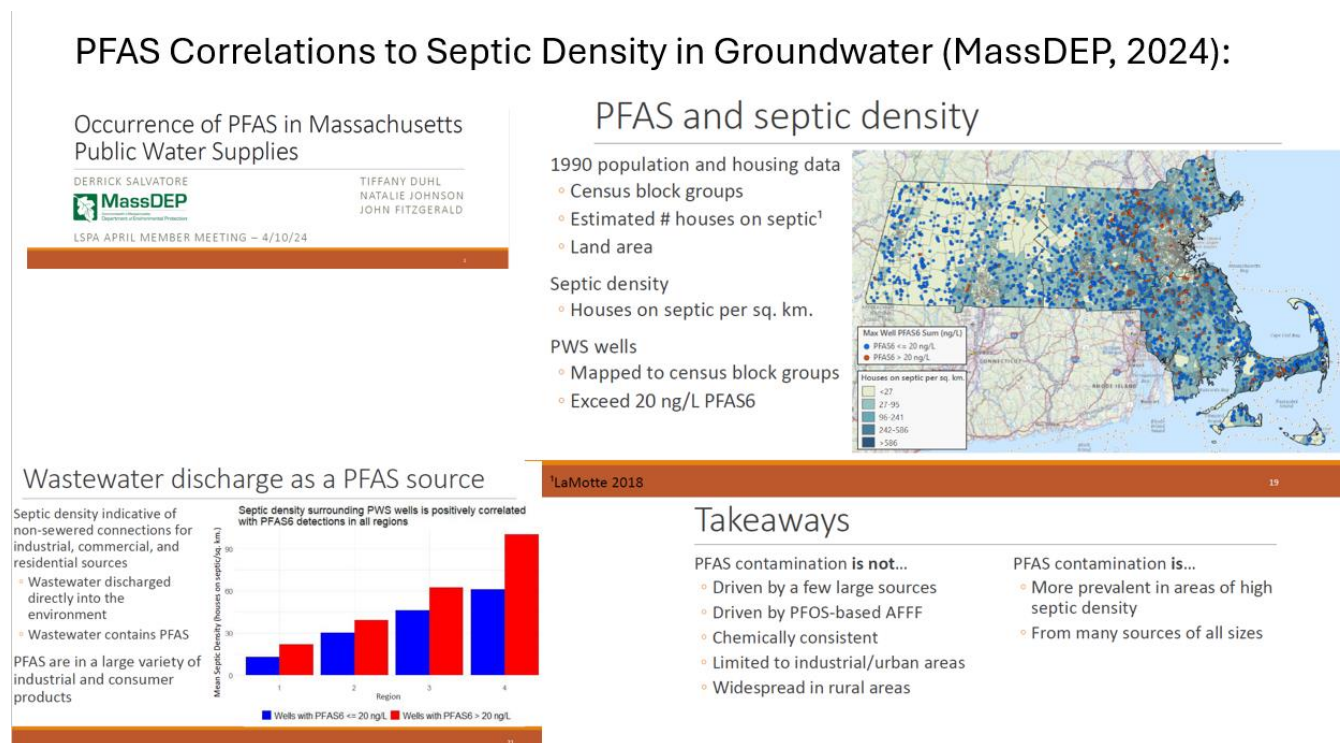 PFAS Correlations to Septic Density in Groundwater (MassDEP, 2024):
Occurrence of PFAS in Massachusetts
Public Water Supplies
DERRICK SALVATORE
TIFFANY DUHL
NATALIE JOHNSON
JOHN FITZGERALD
MassDEP
LSPA APRIL MEMBER MEETING – 4/10/24
PFAS and septic density
1990 population and housing data
◦ Census block groups
◦ Estimated # houses on septic¹
◦ Land area
Septic density
◦ Houses on septic per sq. km.
PWS wells
◦ Mapped to census block groups
◦ Exceed 20 ng/L PFAS6
Max Well PFAS6 Sum (ng/L)
PFAS6 <= 20 ng/L
PFAS6 > 20 ng/L
Houses on septic per sq. km.
<27
27-95
96-241
242-586
>586
CONNECTICUT
RHODE ISLAND
¹LaMotte 2018
19
Wastewater discharge as a PFAS source
Septic density indicative of
non-sewered connections for
industrial, commercial, and
residential sources
◦ Wastewater discharged
directly into the
environment
◦ Wastewater contains PFAS
PFAS are in a large variety of
industrial and consumer
products
Septic density surrounding PWS wells is positively correlated
with PFAS6 detections in all regions
Mean Septic Density (houses on septic/sq. km.)
90
60
30
0
1 2 3 4
Region
Wells with PFAS6 <= 20 ng/L Wells with PFAS6 > 20 ng/L
Takeaways
PFAS contamination is not…
◦ Driven by a few large sources
◦ Driven by PFOS-based AFFF
◦ Chemically consistent
◦ Limited to industrial/urban areas
◦ Widespread in rural areas
PFAS contamination is…
◦ More prevalent in areas of high
septic density
◦ From many sources of all sizes